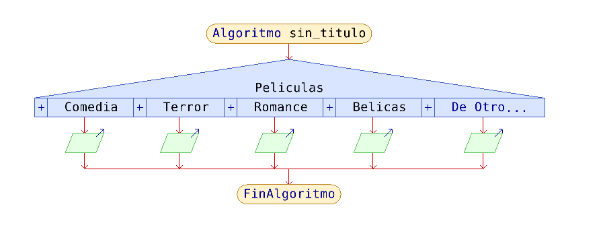 Algoritmo sin_titulo
Peliculas
+ Comedia + Terror + Romance + Belicas + De Otro...
FinAlgoritmo